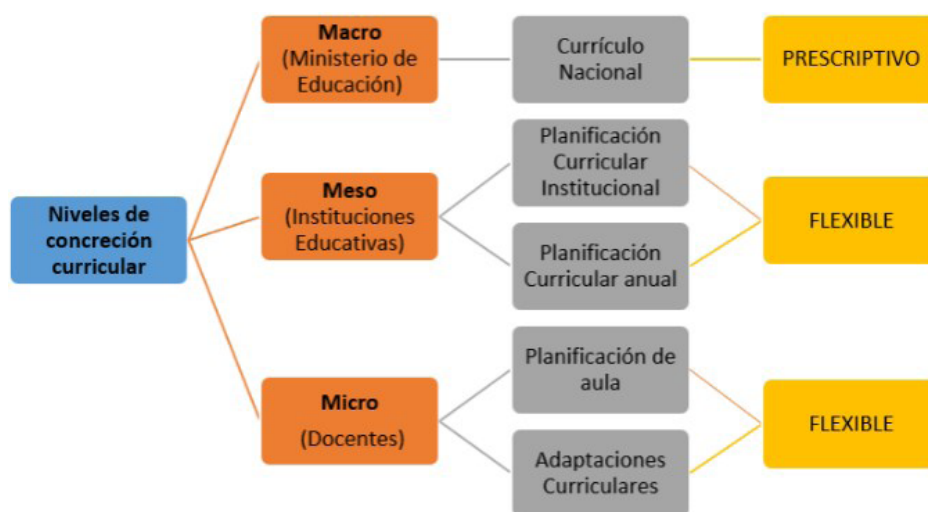 Niveles de
concreción
curricular
Macro
(Ministerio de
Educación)
Currículo
Nacional
PRESCRIPTIVO
Meso
(Instituciones
Educativas)
Planificación
Curricular
Institucional
Planificación
Curricular anual
FLEXIBLE
Micro
(Docentes)
Planificación de
aula
Adaptaciones
Curriculares
FLEXIBLE